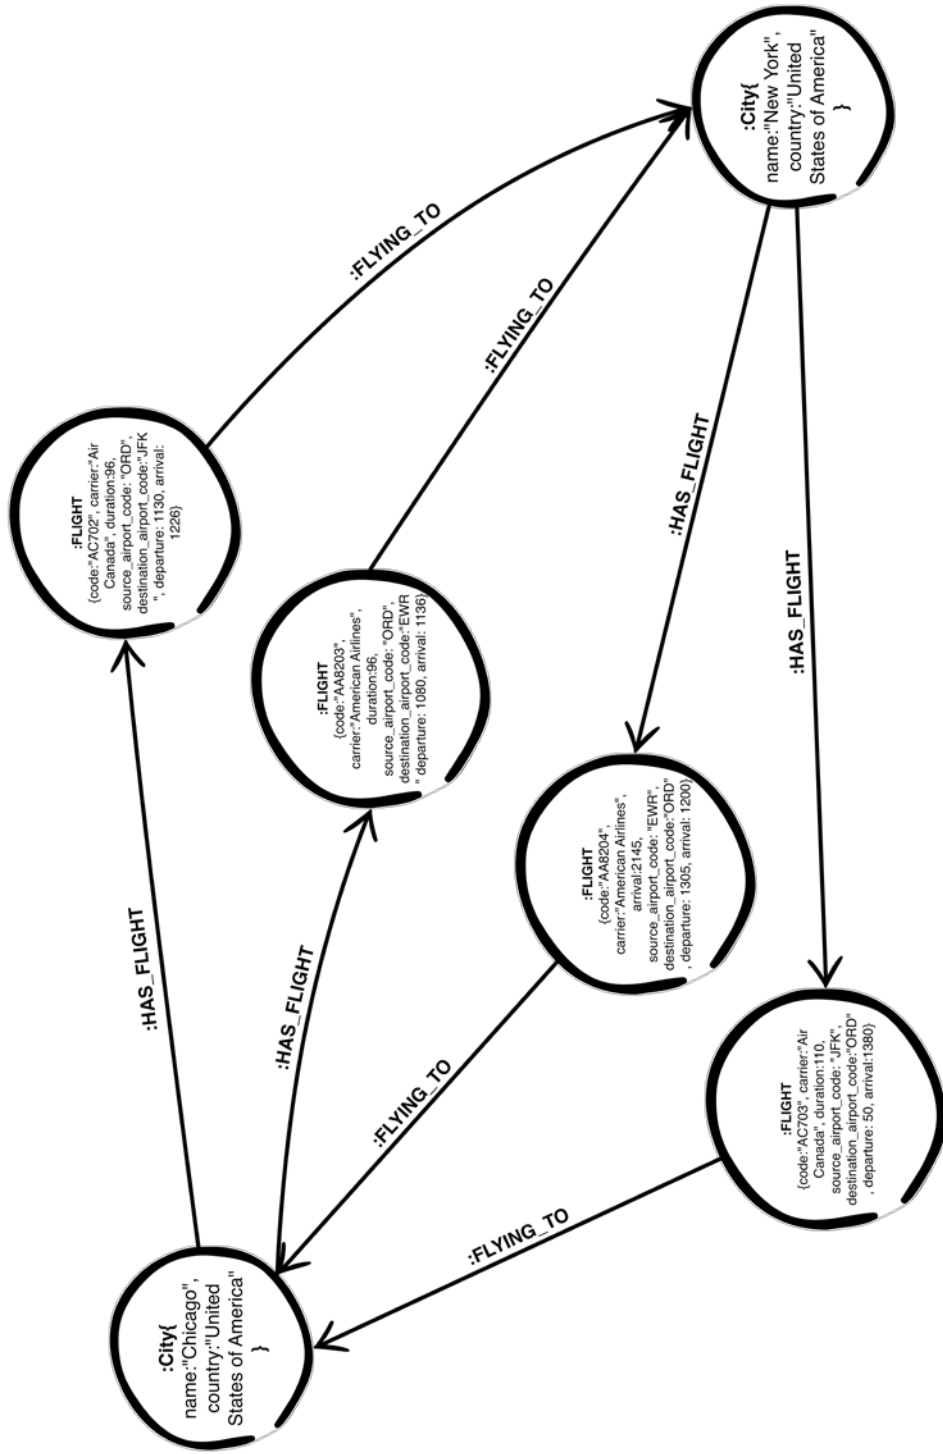 :City{
name:"Chicago",
country:"United
States of America"
}
:HAS_FLIGHT
:HAS_FLIGHT
:FLYING_TO
:FLYING_TO
:FLIGHT
{code:"AC702", carrier:"Air
Canada", duration:96,
source_airport_code: "ORD",
destination_airport_code:"JFK
", departure: 1130, arrival:
1226}
:FLIGHT
{code:"AA8203",
carrier:"American Airlines",
duration:96,
source_airport_code: "ORD",
destination_airport_code:"EWR
" departure: 1080, arrival: 1136}
:FLIGHT
{code:"AA8204",
carrier:"American Airlines",
arrival:2145,
source_airport_code: "EWR",
destination_airport_code:"ORD"
, departure: 1305, arrival: 1200}
:FLIGHT
{code:"AC703", carrier:"Air
Canada", duration:110,
source_airport_code: "JFK",
destination_airport_code:"ORD"
, departure: 50, arrival:1380}
:FLYING_TO
:FLYING_TO
:HAS_FLIGHT
:HAS_FLIGHT
:City{
name:"New York",
country:"United
States of America"
}